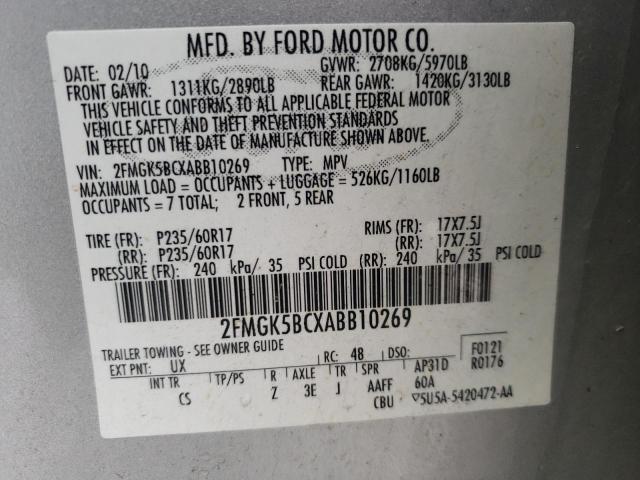 MFD. BY FORD MOTOR CO.
DATE: 02/10 GVWR: 2708KG/5970LB
FRONT GAWR: 1311KG/2890LB REAR GAWR: 1420KG/3130LB
THIS VEHICLE CONFORMS TO ALL APPLICABLE FEDERAL MOTOR
VEHICLE SAFETY AND THEFT PREVENTION STANDARDS
IN EFFECT ON THE DATE OF MANUFACTURE SHOWN ABOVE.
VIN: 2FMGK5BCXABB10269 TYPE: MPV
MAXIMUM LOAD = OCCUPANTS + LUGGAGE = 526KG/1160LB
OCCUPANTS = 7 TOTAL; 2 FRONT, 5 REAR
TIRE (FR): P235/60R17 RIMS (FR): 17X7.5J
(RR): P235/60R17 (RR): 17X7.5J
PRESSURE (FR): 240 kPa/ 35 PSI COLD (RR): 240 kPa/ 35 PSI COLD
2FMGK5BCXABB10269
TRAILER TOWING - SEE OWNER GUIDE
EXT PNT: UX RC: 48 DSO: F0121
R0176
INT TR TP/PS R AXLE TR SPR AP31D
CS Z 3E J AAFF 60A
CBU 5U5A-5420472-AA